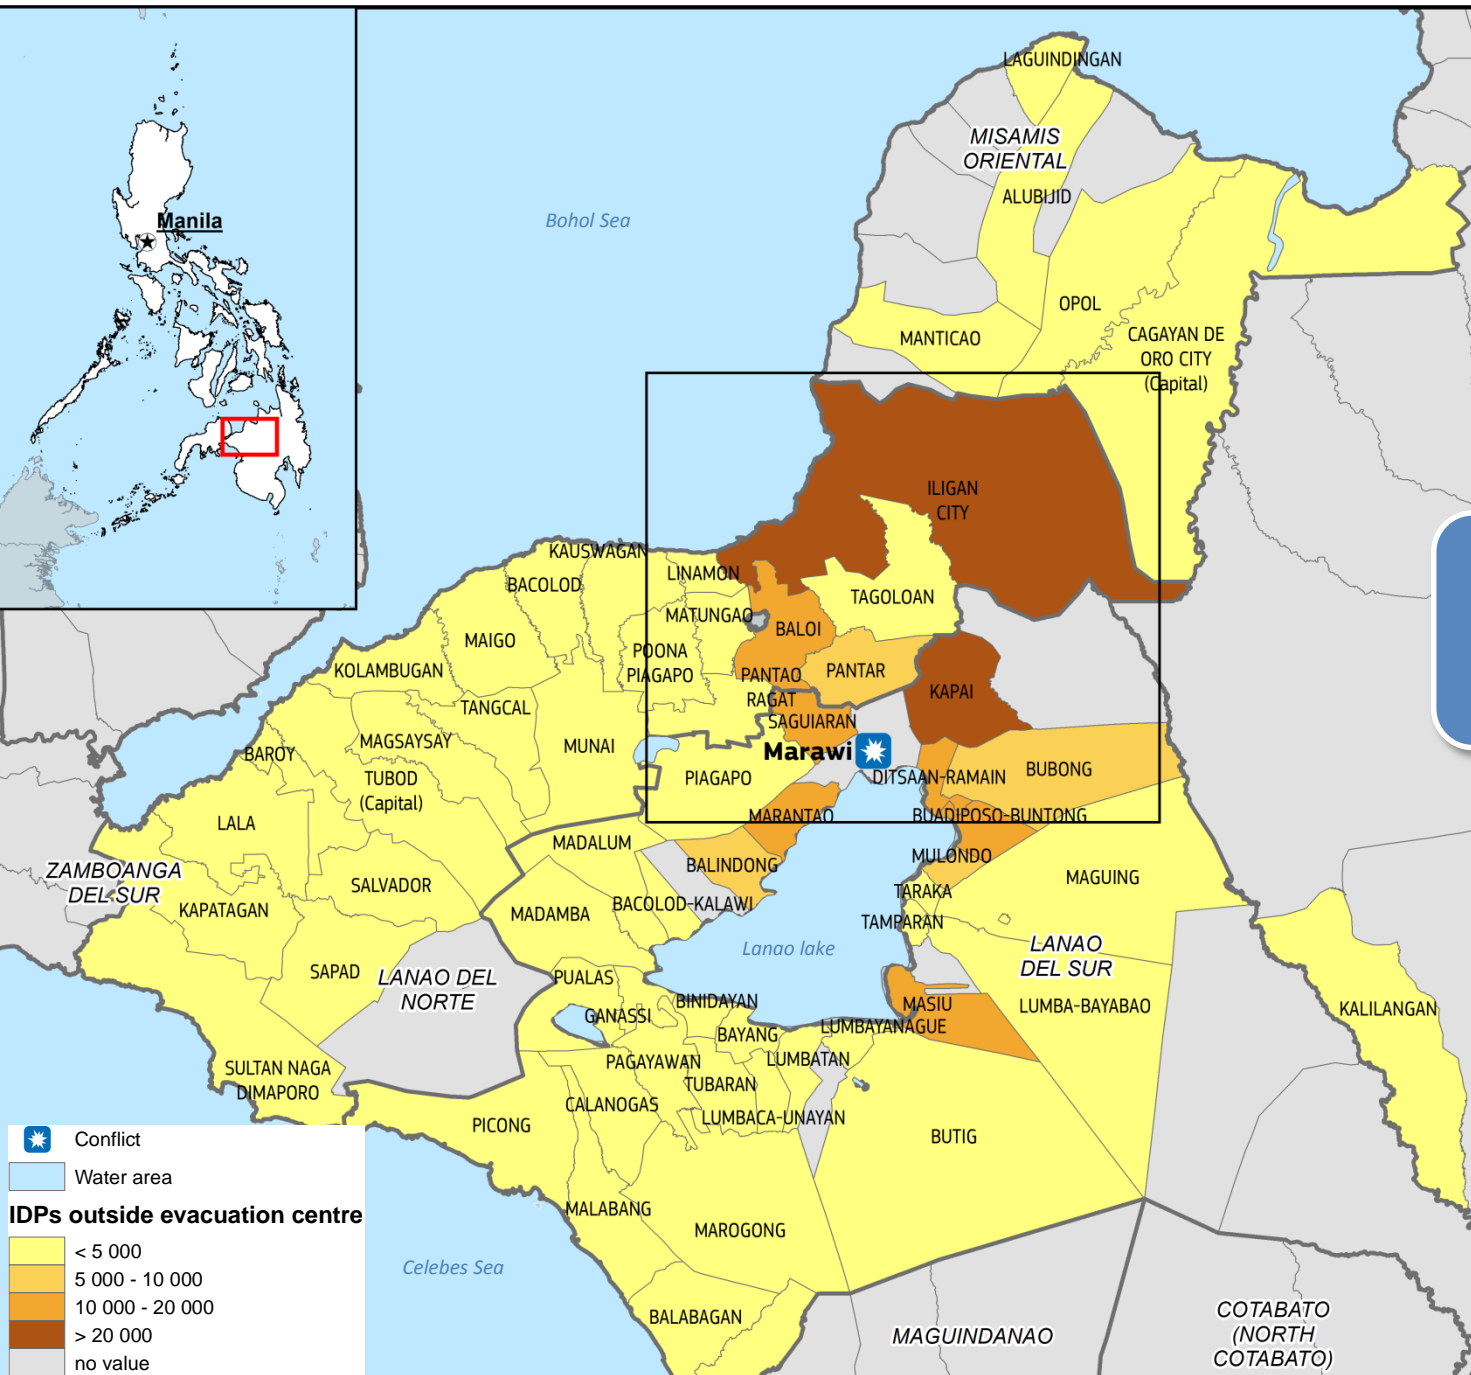 Manila
Bohol Sea
LAGUINDINGAN
MISAMIS
ORIENTAL
ALUBIJID
OPOL
MANTICAO
CAGAYAN DE
ORO CITY
(Capital)
ILIGAN
CITY
KAUSWAGAN
BACOLOD
LINAMON
TAGOLOAN
MATUNGAO
MAIGO
BALOI
POONA
PIAGAPO
KOLAMBUGAN
PANTAO
RAGAT
PANTAR
KAPAI
TANGCAL
SAGUIARAN
MAGSAYSAY
MUNAI
BAROY
Marawi
TUBOD
(Capital)
PIAGAPO
DITSAAN-RAMAIN
BUBONG
LALA
MARANTAO
BUADIPOSO-BUNTONG
MADALUM
MULONDO
ZAMBOANGA
DEL SUR
BALINDONG
MAGUING
SALVADOR
TARAKA
KAPATAGAN
MADAMBA
BACOLOD-KALAWI
TAMPARAN
Lanao lake
LANAO
DEL SUR
SAPAD
LANAO DEL
NORTE
PUALAS
BINIDAYAN
MASIU
LUMBA-BAYABAO
KALILANGAN
GANASSI
BAYANG
LUMBAYANAGUE
PAGAYAWAN
LUMBATAN
SULTAN NAGA
DIMAPORO
TUBARAN
CALANOGAS
LUMBACA-UNAYAN
PICONG
BUTIG
MALABANG
MAROGONG
Celebes Sea
BALABAGAN
MAGUINDANAO
COTABATO
(NORTH
COTABATO)
Conflict
Water area
IDPs outside evacuation centre
< 5 000
5 000 - 10 000
10 000 - 20 000
> 20 000
no value